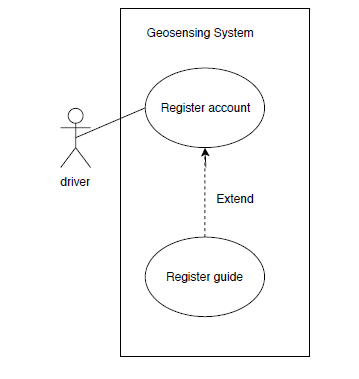 Geosensing System
Register account
driver
Extend
Register guide